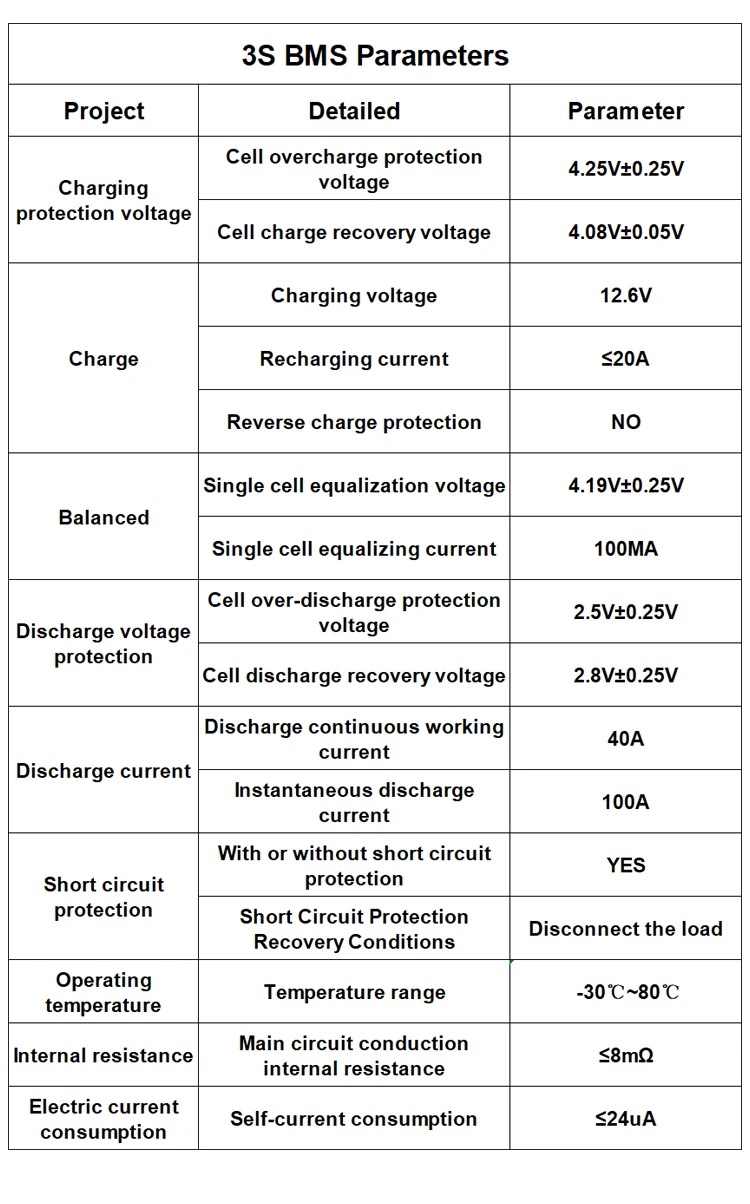 3S BMS Parameters
Project Detailed Parameter
Charging
protection voltage
Cell overcharge protection
voltage
4.25V±0.25V
Cell charge recovery voltage
4.08V±0.05V
Charge
Charging voltage
12.6V
Recharging current
≤20A
Reverse charge protection
NO
Balanced
Single cell equalization voltage
4.19V±0.25V
Single cell equalizing current
100MA
Discharge voltage
protection
Cell over-discharge protection
voltage
2.5V±0.25V
Cell discharge recovery voltage
2.8V±0.25V
Discharge current
Discharge continuous working
current
40A
Instantaneous discharge
current
100A
Short circuit
protection
With or without short circuit
protection
YES
Short Circuit Protection
Recovery Conditions
Disconnect the load
Operating
temperature
Temperature range
-30℃~80℃
Internal resistance
Main circuit conduction
internal resistance
≤8mΩ
Electric current
consumption
Self-current consumption
≤24uA